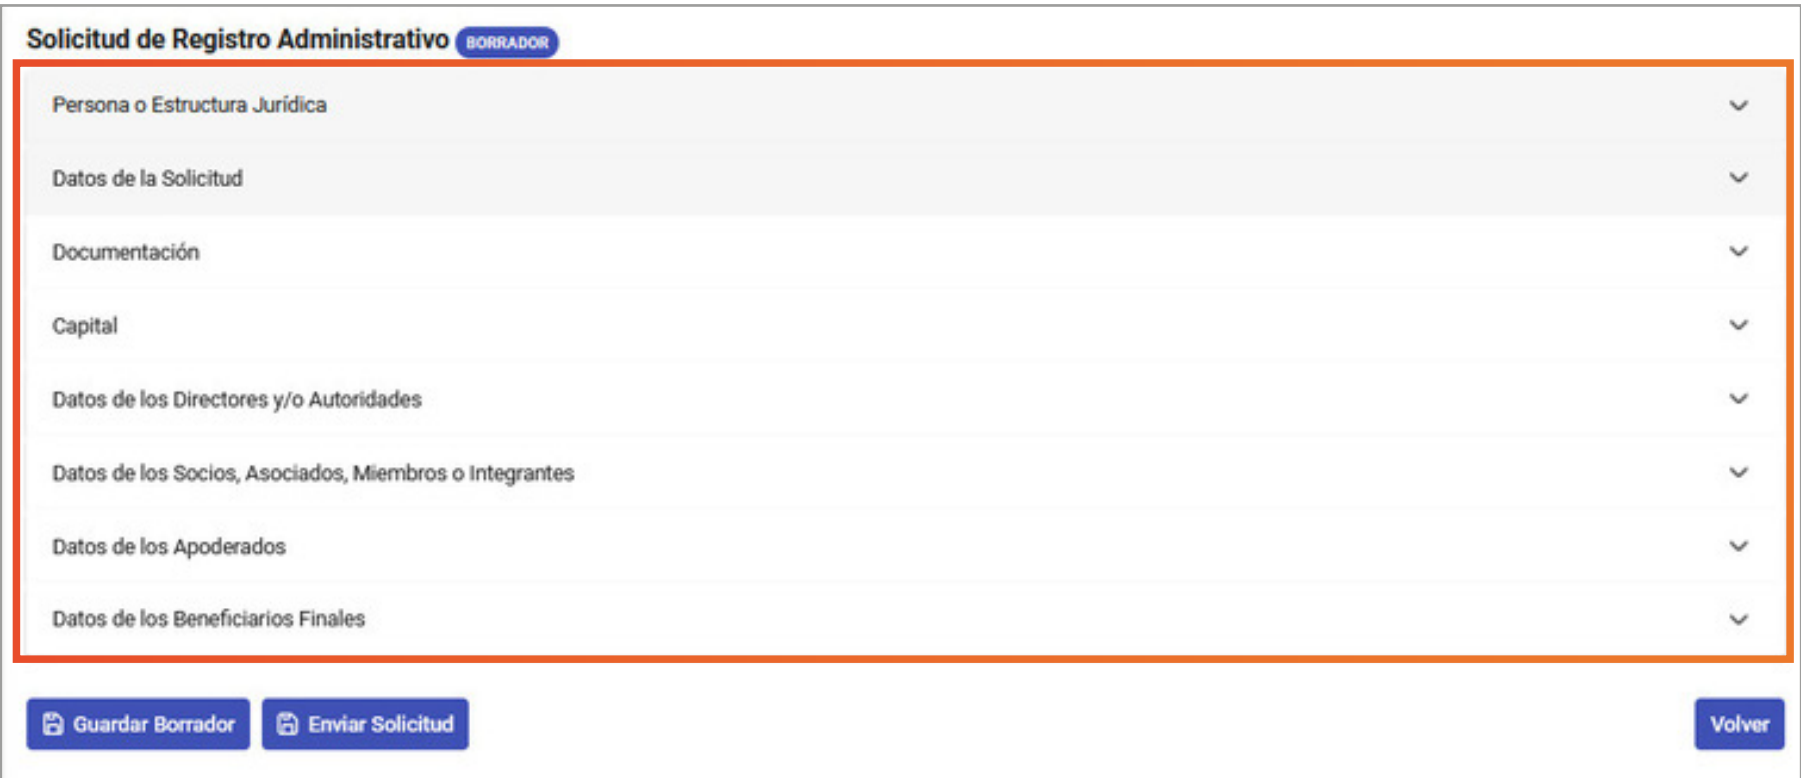 Solicitud de Registro Administrativo BORRADOR
Persona o Estructura Jurídica
Datos de la Solicitud
Documentación
Capital
Datos de los Directores y/o Autoridades
Datos de los Socios, Asociados, Miembros o Integrantes
Datos de los Apoderados
Datos de los Beneficiarios Finales
Guardar Borrador Enviar Solicitud Volver